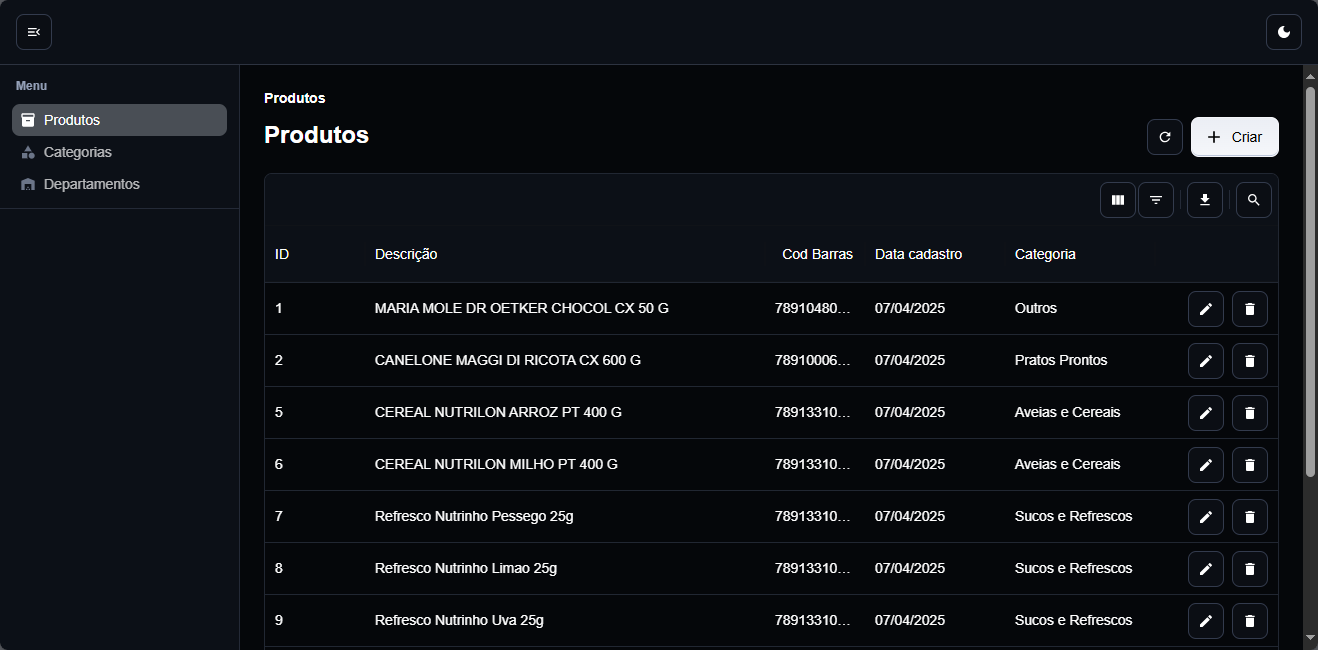 Menu
Produtos
Categorias
Departamentos
Produtos
Produtos
Criar
ID Descrição Cod Barras Data cadastro Categoria
1 MARIA MOLE DR OETKER CHOCOL CX 50 G 78910480... 07/04/2025 Outros
2 CANELONE MAGGI DI RICOTA CX 600 G 78910006... 07/04/2025 Pratos Prontos
5 CEREAL NUTRILON ARROZ PT 400 G 78913310... 07/04/2025 Aveias e Cereais
6 CEREAL NUTRILON MILHO PT 400 G 78913310... 07/04/2025 Aveias e Cereais
7 Refresco Nutrinho Pessego 25g 78913310... 07/04/2025 Sucos e Refrescos
8 Refresco Nutrinho Limao 25g 78913310... 07/04/2025 Sucos e Refrescos
9 Refresco Nutrinho Uva 25g 78913310... 07/04/2025 Sucos e Refrescos